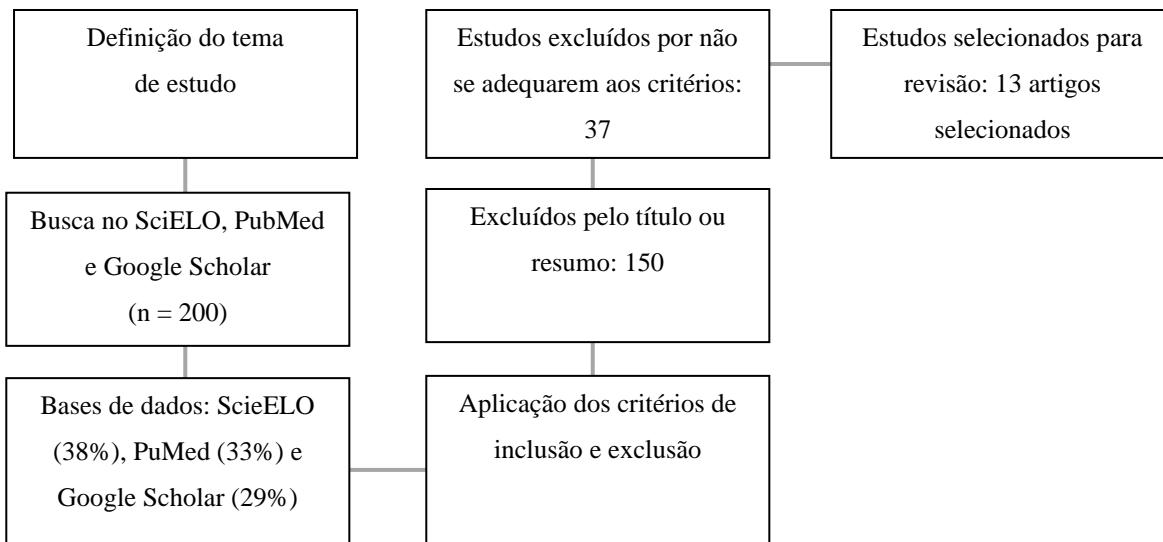 Definição do tema
de estudo
Busca no SciELO, PubMed
e Google Scholar
(n = 200)
Bases de dados: ScieELO
(38%), PuMed (33%) e
Google Scholar (29%)
Aplicação dos critérios de
inclusão e exclusão
Excluídos pelo título ou
resumo: 150
Estudos excluídos por não
se adequarem aos critérios:
37
Estudos selecionados para
revisão: 13 artigos
selecionados